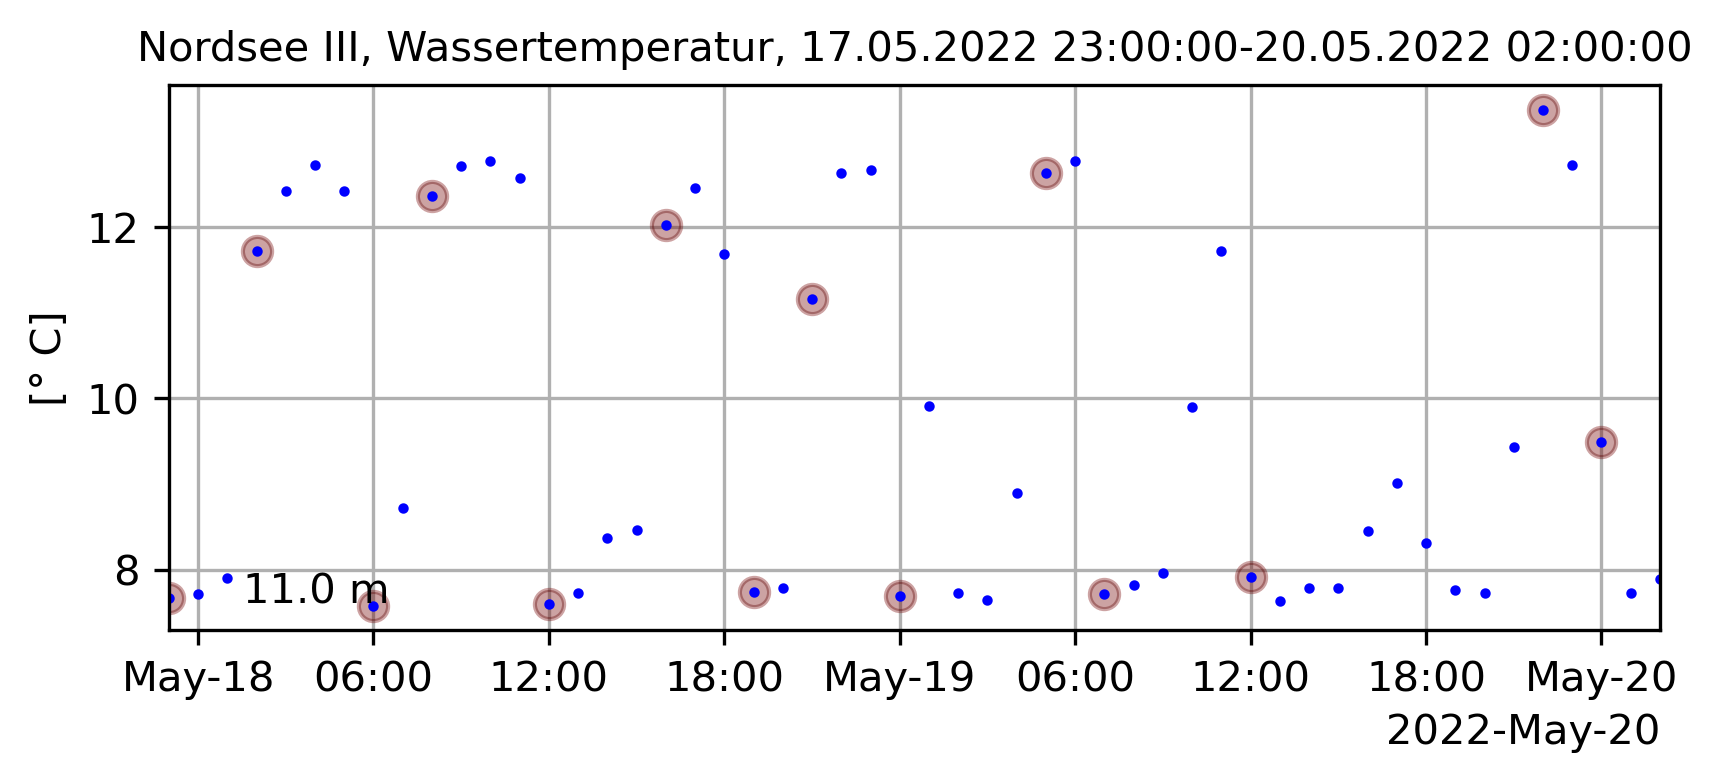 Nordsee III, Wassertemperatur, 17.05.2022 23:00:00-20.05.2022 02:00:00
[° C]
12
10
8
11.0 m
May-18 06:00 12:00 18:00 May-19 06:00 12:00 18:00 May-20
2022-May-20